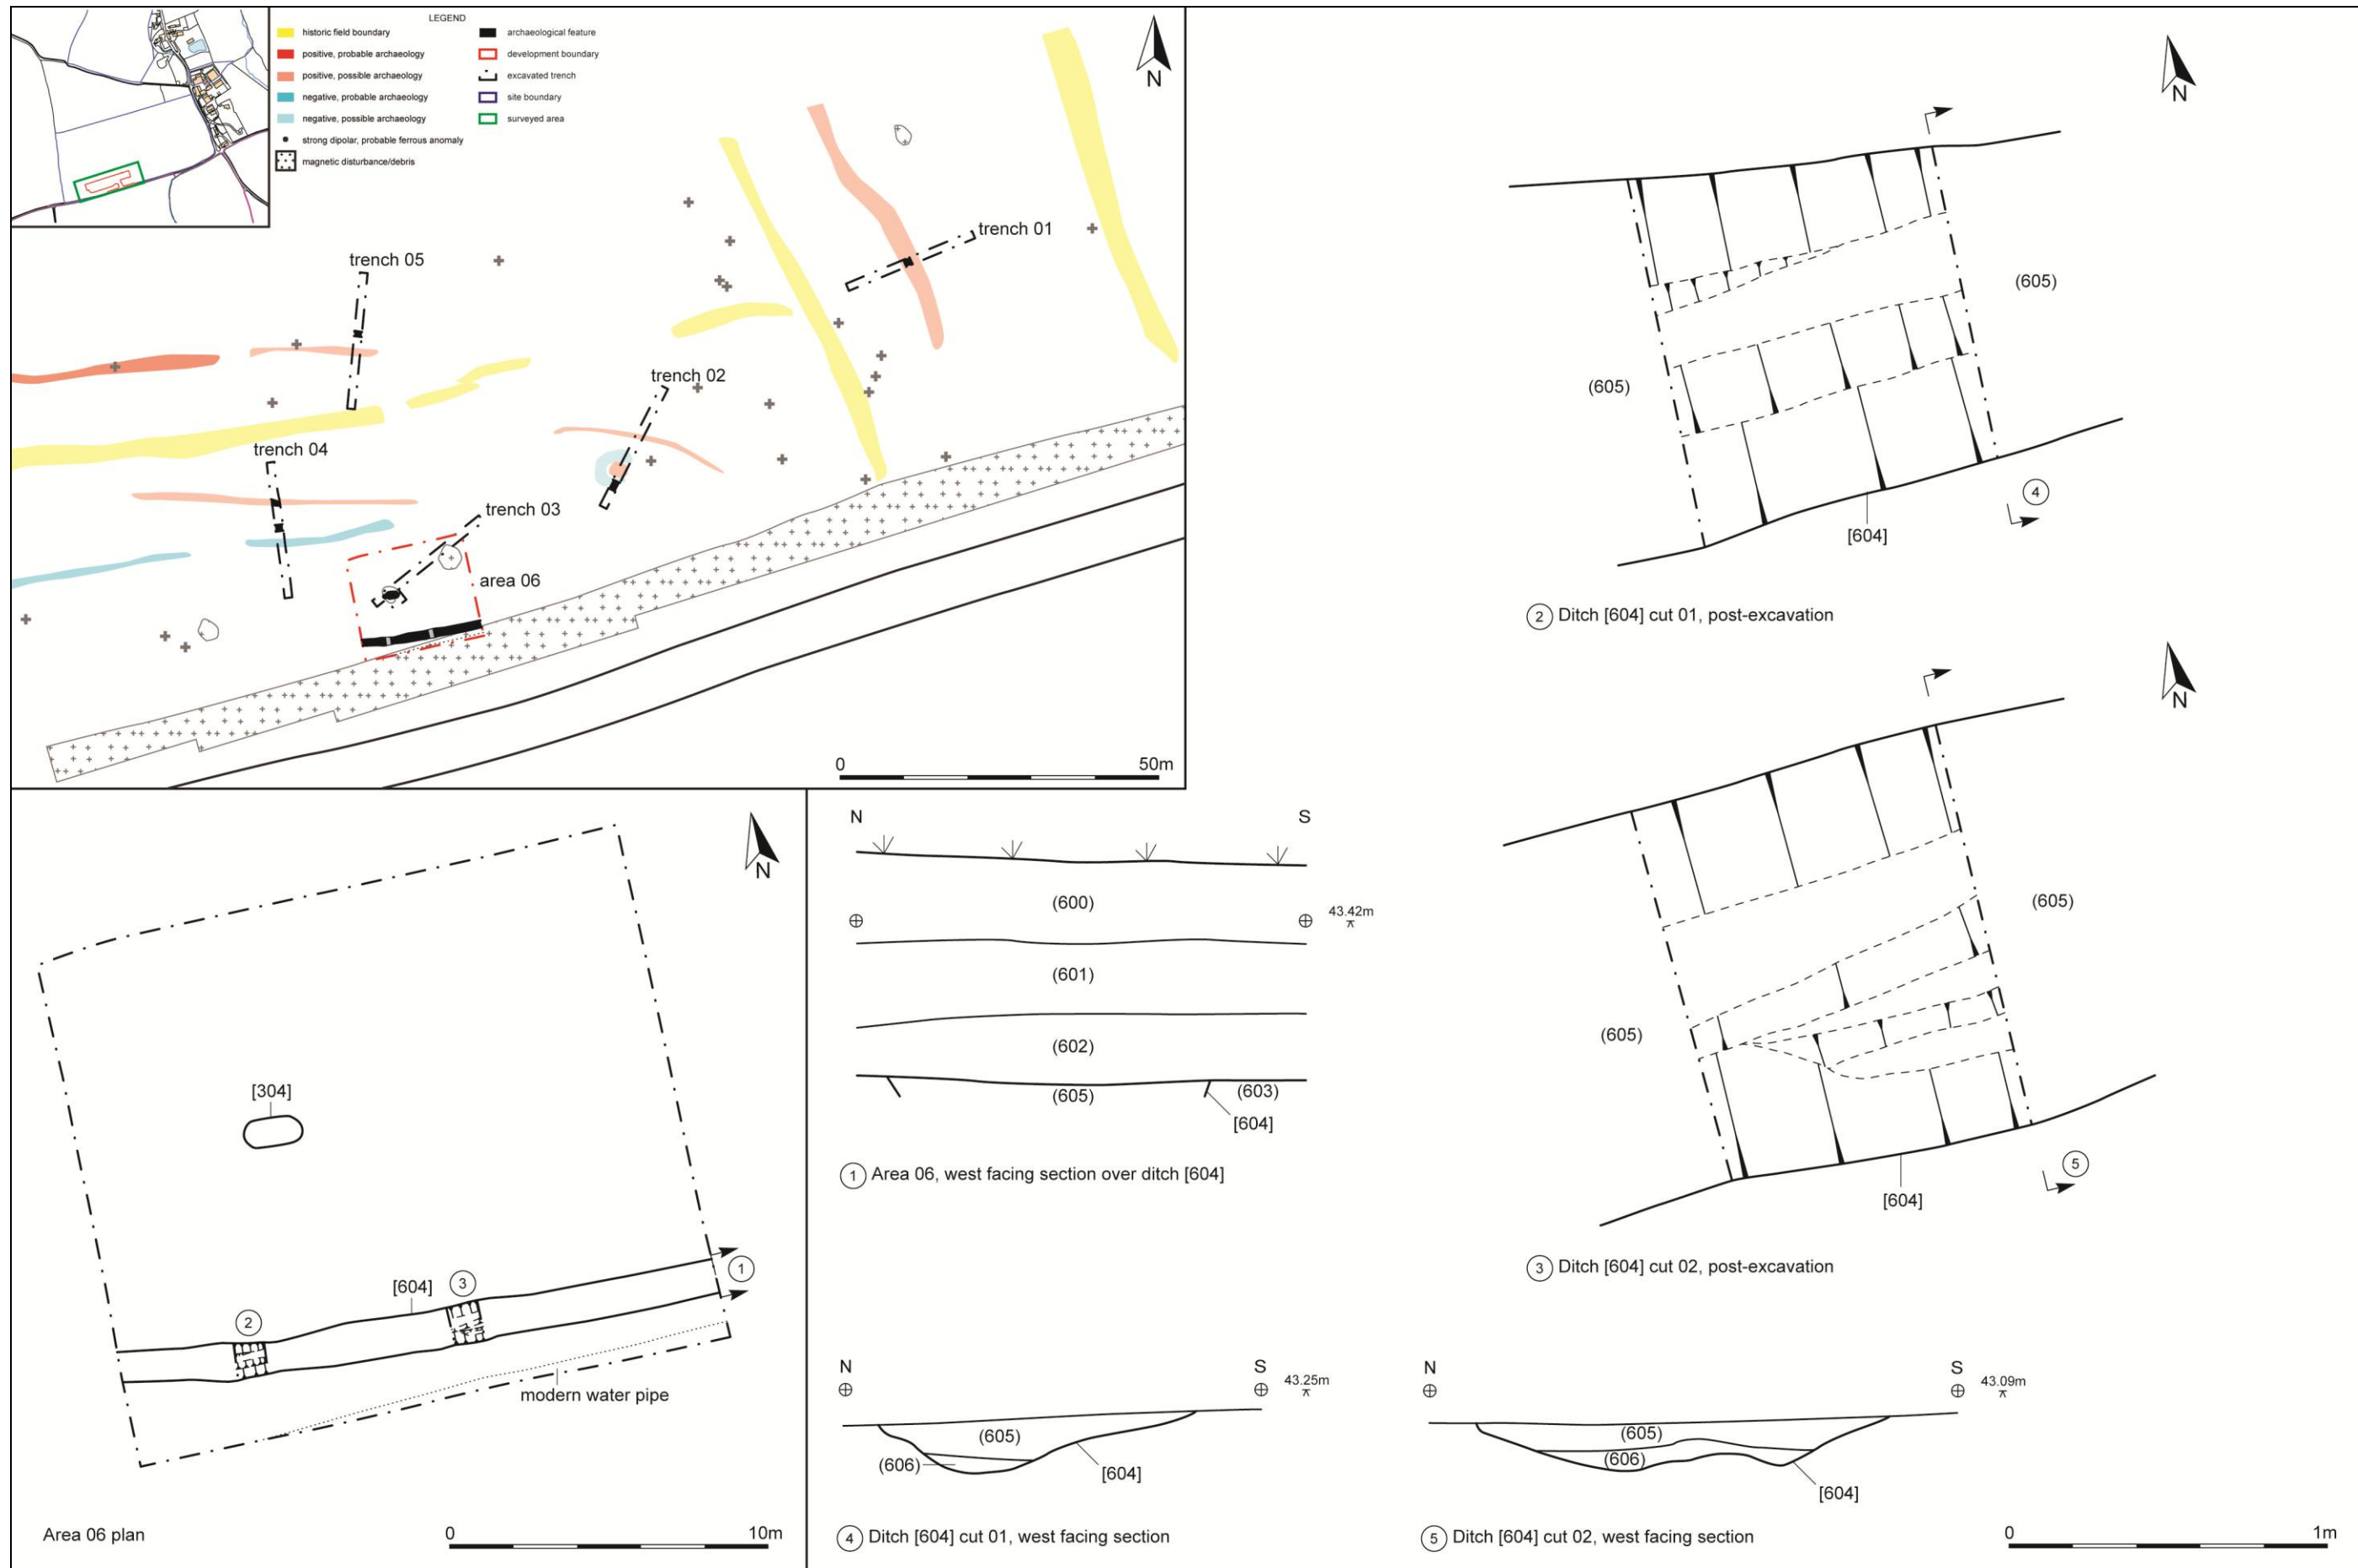 LEGEND
historic field boundary
positive, probable archaeology
positive, possible archaeology
negative, probable archaeology
negative, possible archaeology
strong dipolar, probable ferrous anomaly
magnetic disturbance/debris
archaeological feature
development boundary
excavated trench
site boundary
surveyed area
N
trench 01
trench 05
trench 02
trench 04
trench 03
area 06
0 50m
N
[304]
[604]
3
1
2
modern water pipe
Area 06 plan
0 10m
N S
(600)
43.42m
(601)
(602)
(605)
(603)
[604]
1 Area 06, west facing section over ditch [604]
N S
43.25m
(605)
(606)
[604]
4 Ditch [604] cut 01, west facing section
N
(605)
(605)
4
[604]
2 Ditch [604] cut 01, post-excavation
N
(605)
(605)
5
[604]
3 Ditch [604] cut 02, post-excavation
N S
43.09m
(605)
(606)
[604]
5 Ditch [604] cut 02, west facing section
0 1m